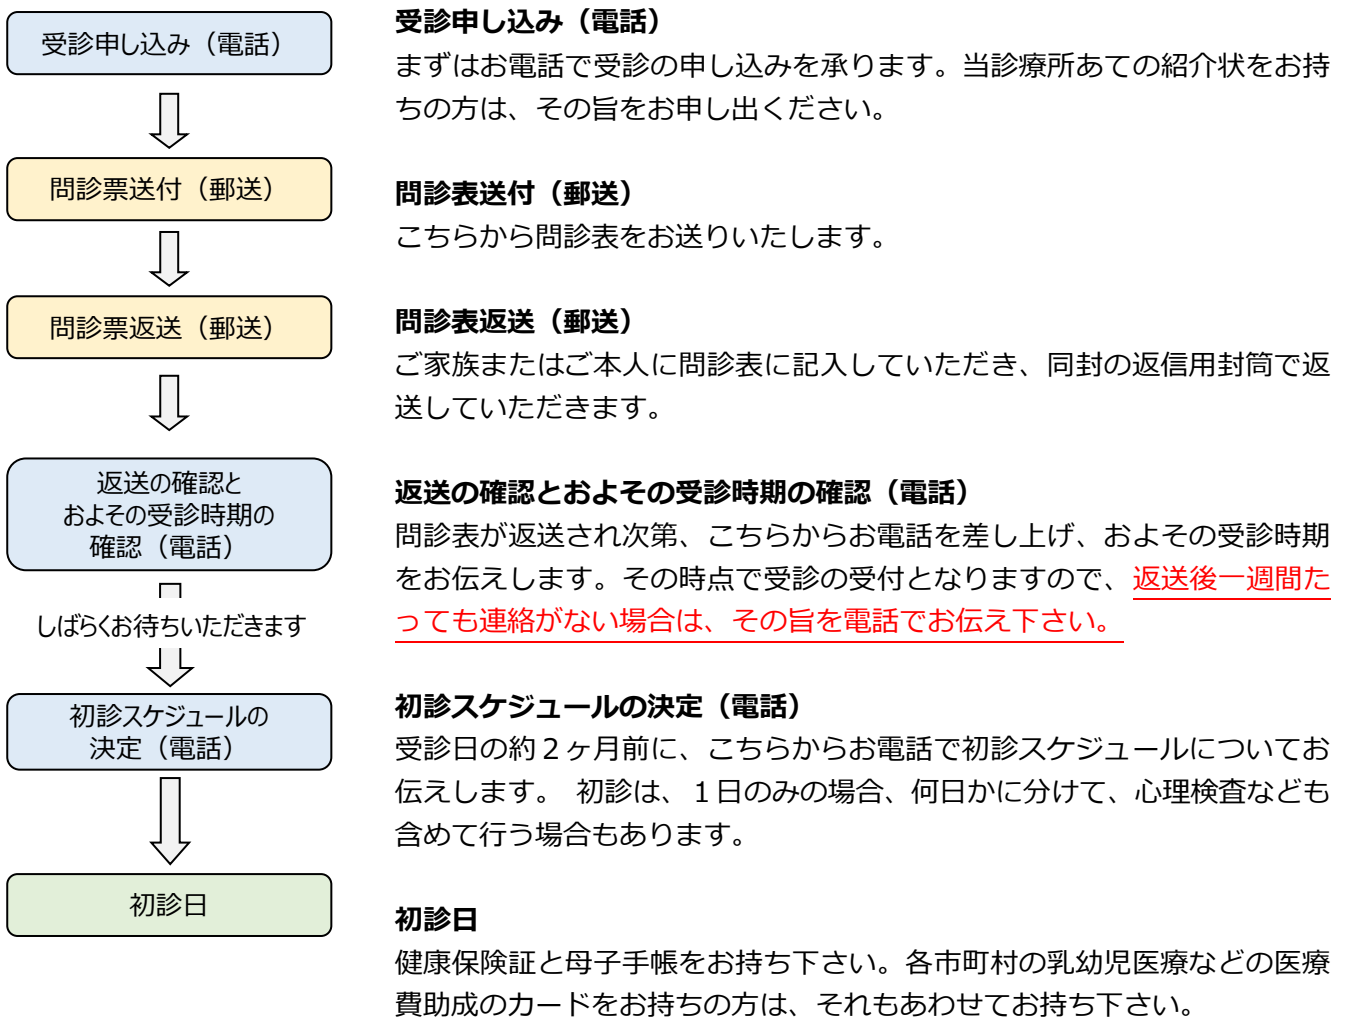 受診申し込み（電話）
問診票送付（郵送）
問診票返送（郵送）
返送の確認と
およその受診時期の
確認（電話）
しばらくお待ちいただきます
初診スケジュールの
決定（電話）
初診日
受診申し込み（電話）
まずはお電話で受診の申し込みを承ります。当診療所あての紹介状をお持
ちの方は、その旨をお申し出ください。
問診表送付（郵送）
こちらから問診表をお送りいたします。
問診表返送（郵送）
ご家族またはご本人に問診表に記入していただき、同封の返信用封筒で返
送していただきます。
返送の確認とおよその受診時期の確認（電話）
問診表が返送され次第、こちらからお電話を差し上げ、およその受診時期
をお伝えします。その時点で受診の受付となりますので、返送後一週間た
っても連絡がない場合は、その旨を電話でお伝え下さい。
初診スケジュールの決定（電話）
受診日の約２ヶ月前に、こちらからお電話で初診スケジュールについてお
伝えします。 初診は、１日のみの場合、何日かに分けて、心理検査なども
含めて行う場合もあります。
初診日
健康保険証と母子手帳をお持ち下さい。各市町村の乳幼児医療などの医療
費助成のカードをお持ちの方は、それもあわせてお持ち下さい。